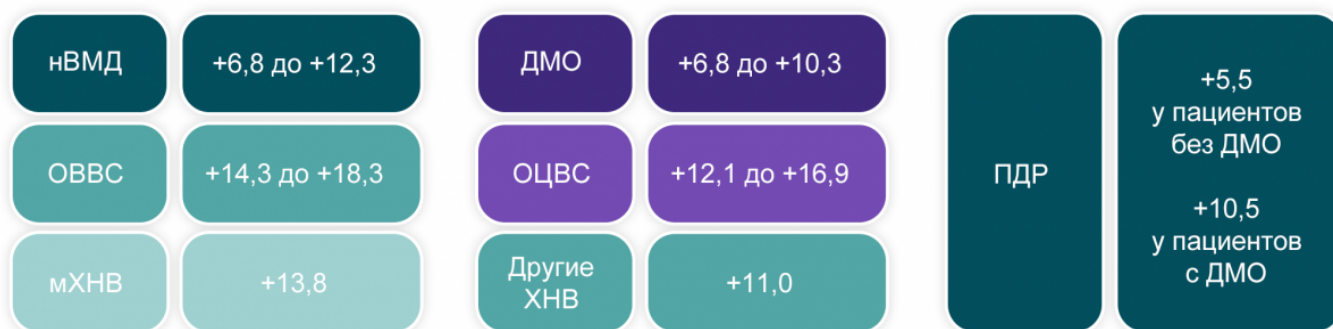 нВМД
+6,8 до +12,3
ОВВС
+14,3 до +18,3
мХНВ
+13,8
ДМО
+6,8 до +10,3
ОЦВС
+12,1 до +16,9
Другие
ХНВ
+11,0
ПДР
+5,5
у пациентов
без ДМО
+10,5
у пациентов
с ДМО